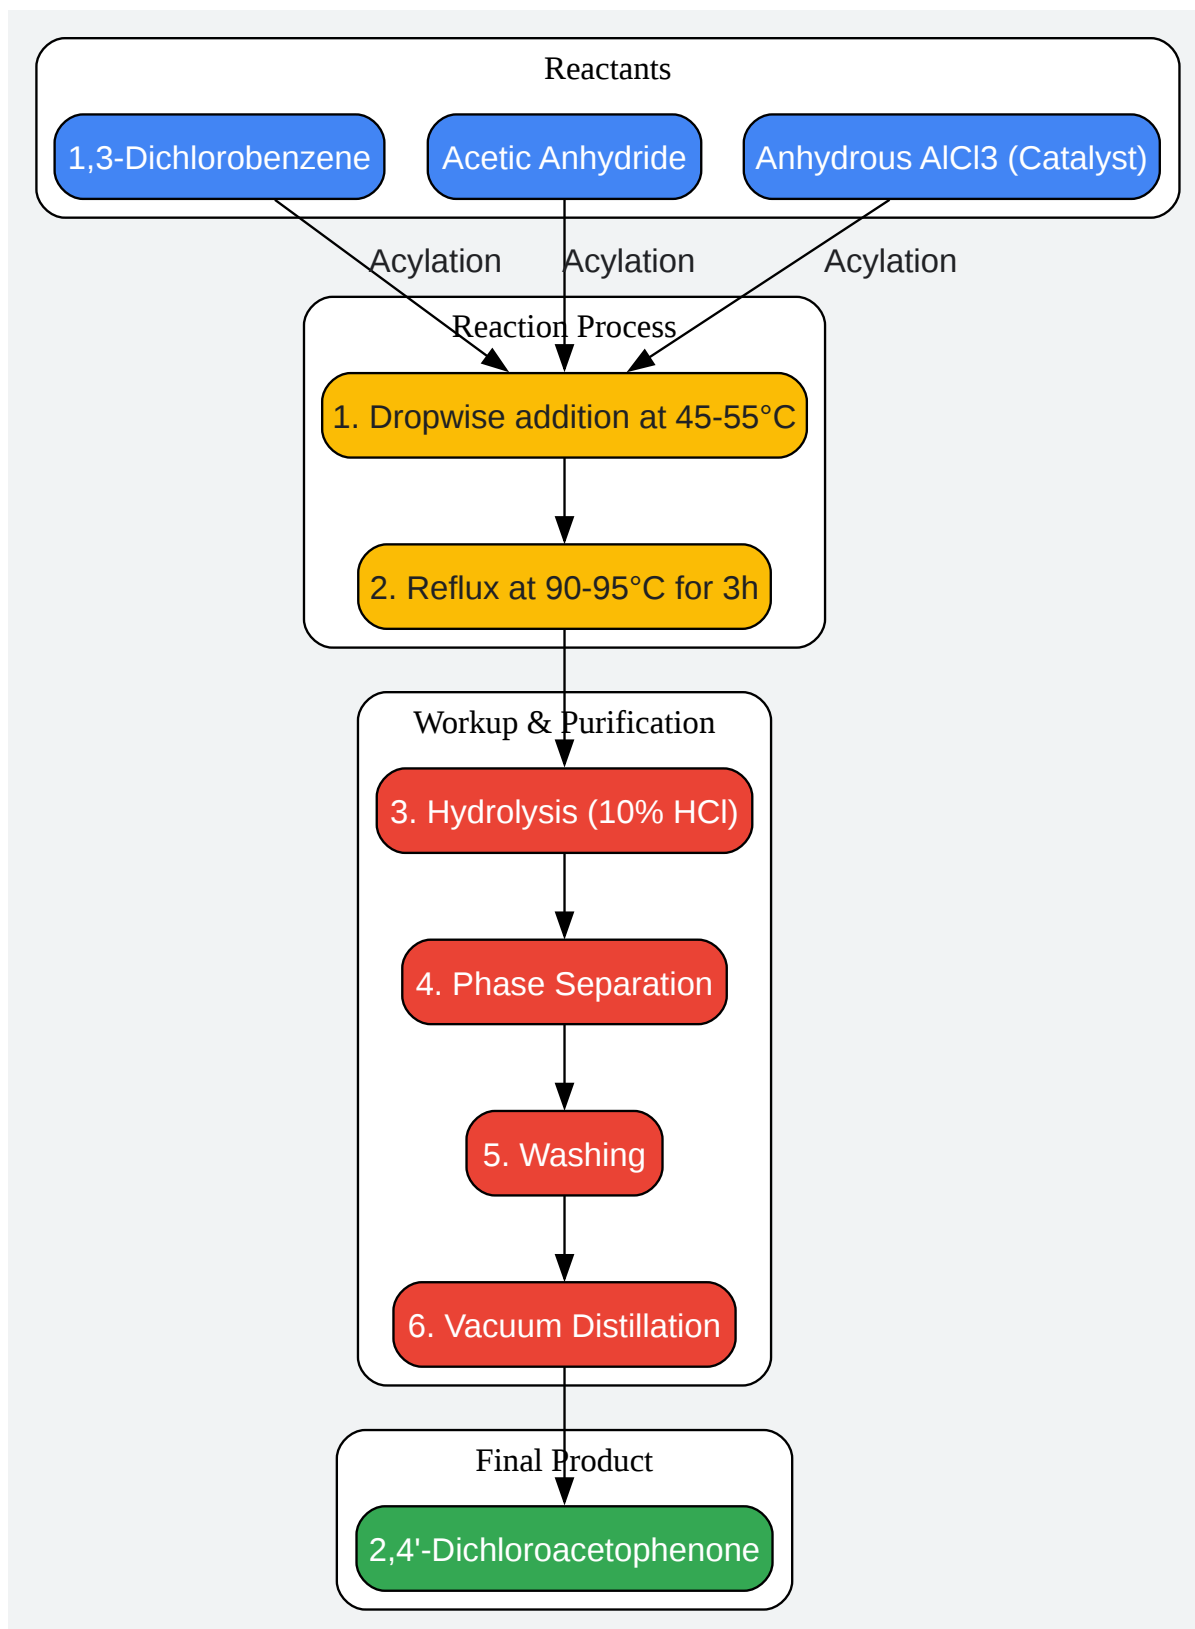 Reactants
1,3-Dichlorobenzene
Acetic Anhydride
Anhydrous AlCl3 (Catalyst)
Acylation
Acylation
Acylation
Reaction Process
1. Dropwise addition at 45-55°C
2. Reflux at 90-95°C for 3h
Workup & Purification
3. Hydrolysis (10% HCl)
4. Phase Separation
5. Washing
6. Vacuum Distillation
Final Product
2,4'-Dichloroacetophenone